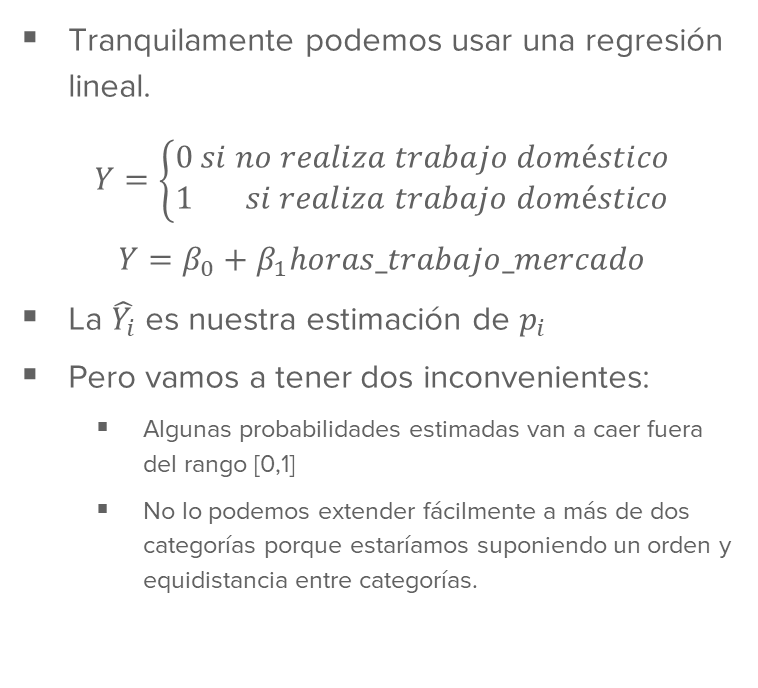 ▪ Tranquilamente podemos usar una regresión
lineal.
Y = {0 si no realiza trabajo doméstico
1 si realiza trabajo doméstico
Y = β₀ + β₁horas_trabajo_mercado
▪ La Ŷᵢ es nuestra estimación de pᵢ
▪ Pero vamos a tener dos inconvenientes:
▪ Algunas probabilidades estimadas van a caer fuera
del rango [0,1]
▪ No lo podemos extender fácilmente a más de dos
categorías porque estaríamos suponiendo un orden y
equidistancia entre categorías.